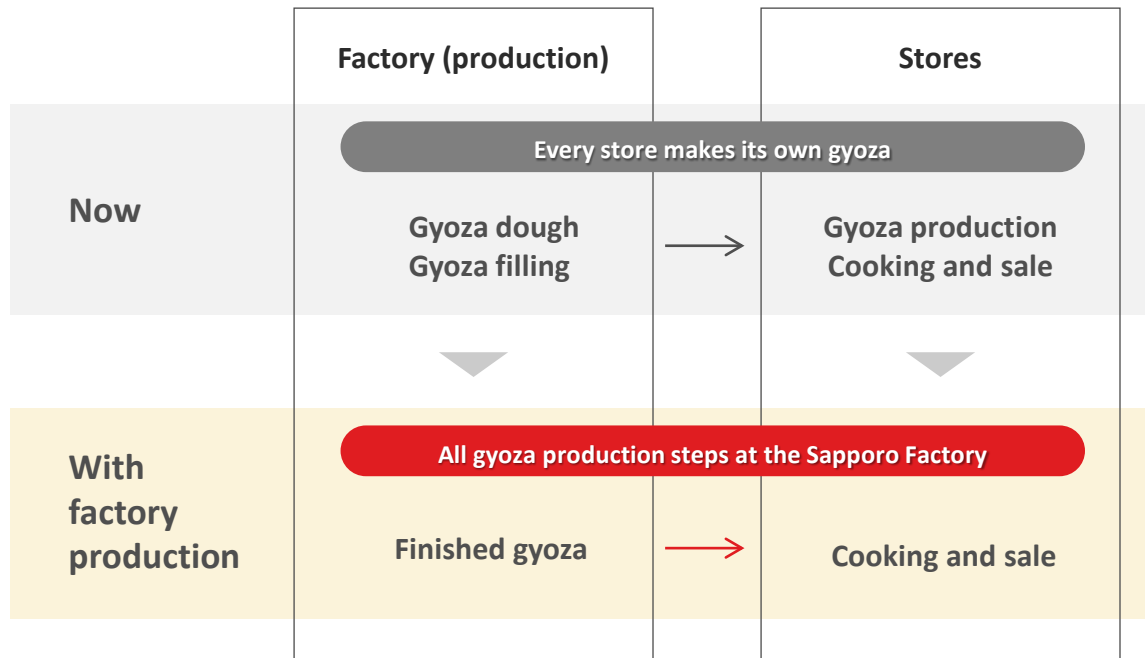 Factory (production)
Stores
Every store makes its own gyoza
Now
Gyoza dough
Gyoza filling
Gyoza production
Cooking and sale
All gyoza production steps at the Sapporo Factory
With
factory
production
Finished gyoza
Cooking and sale